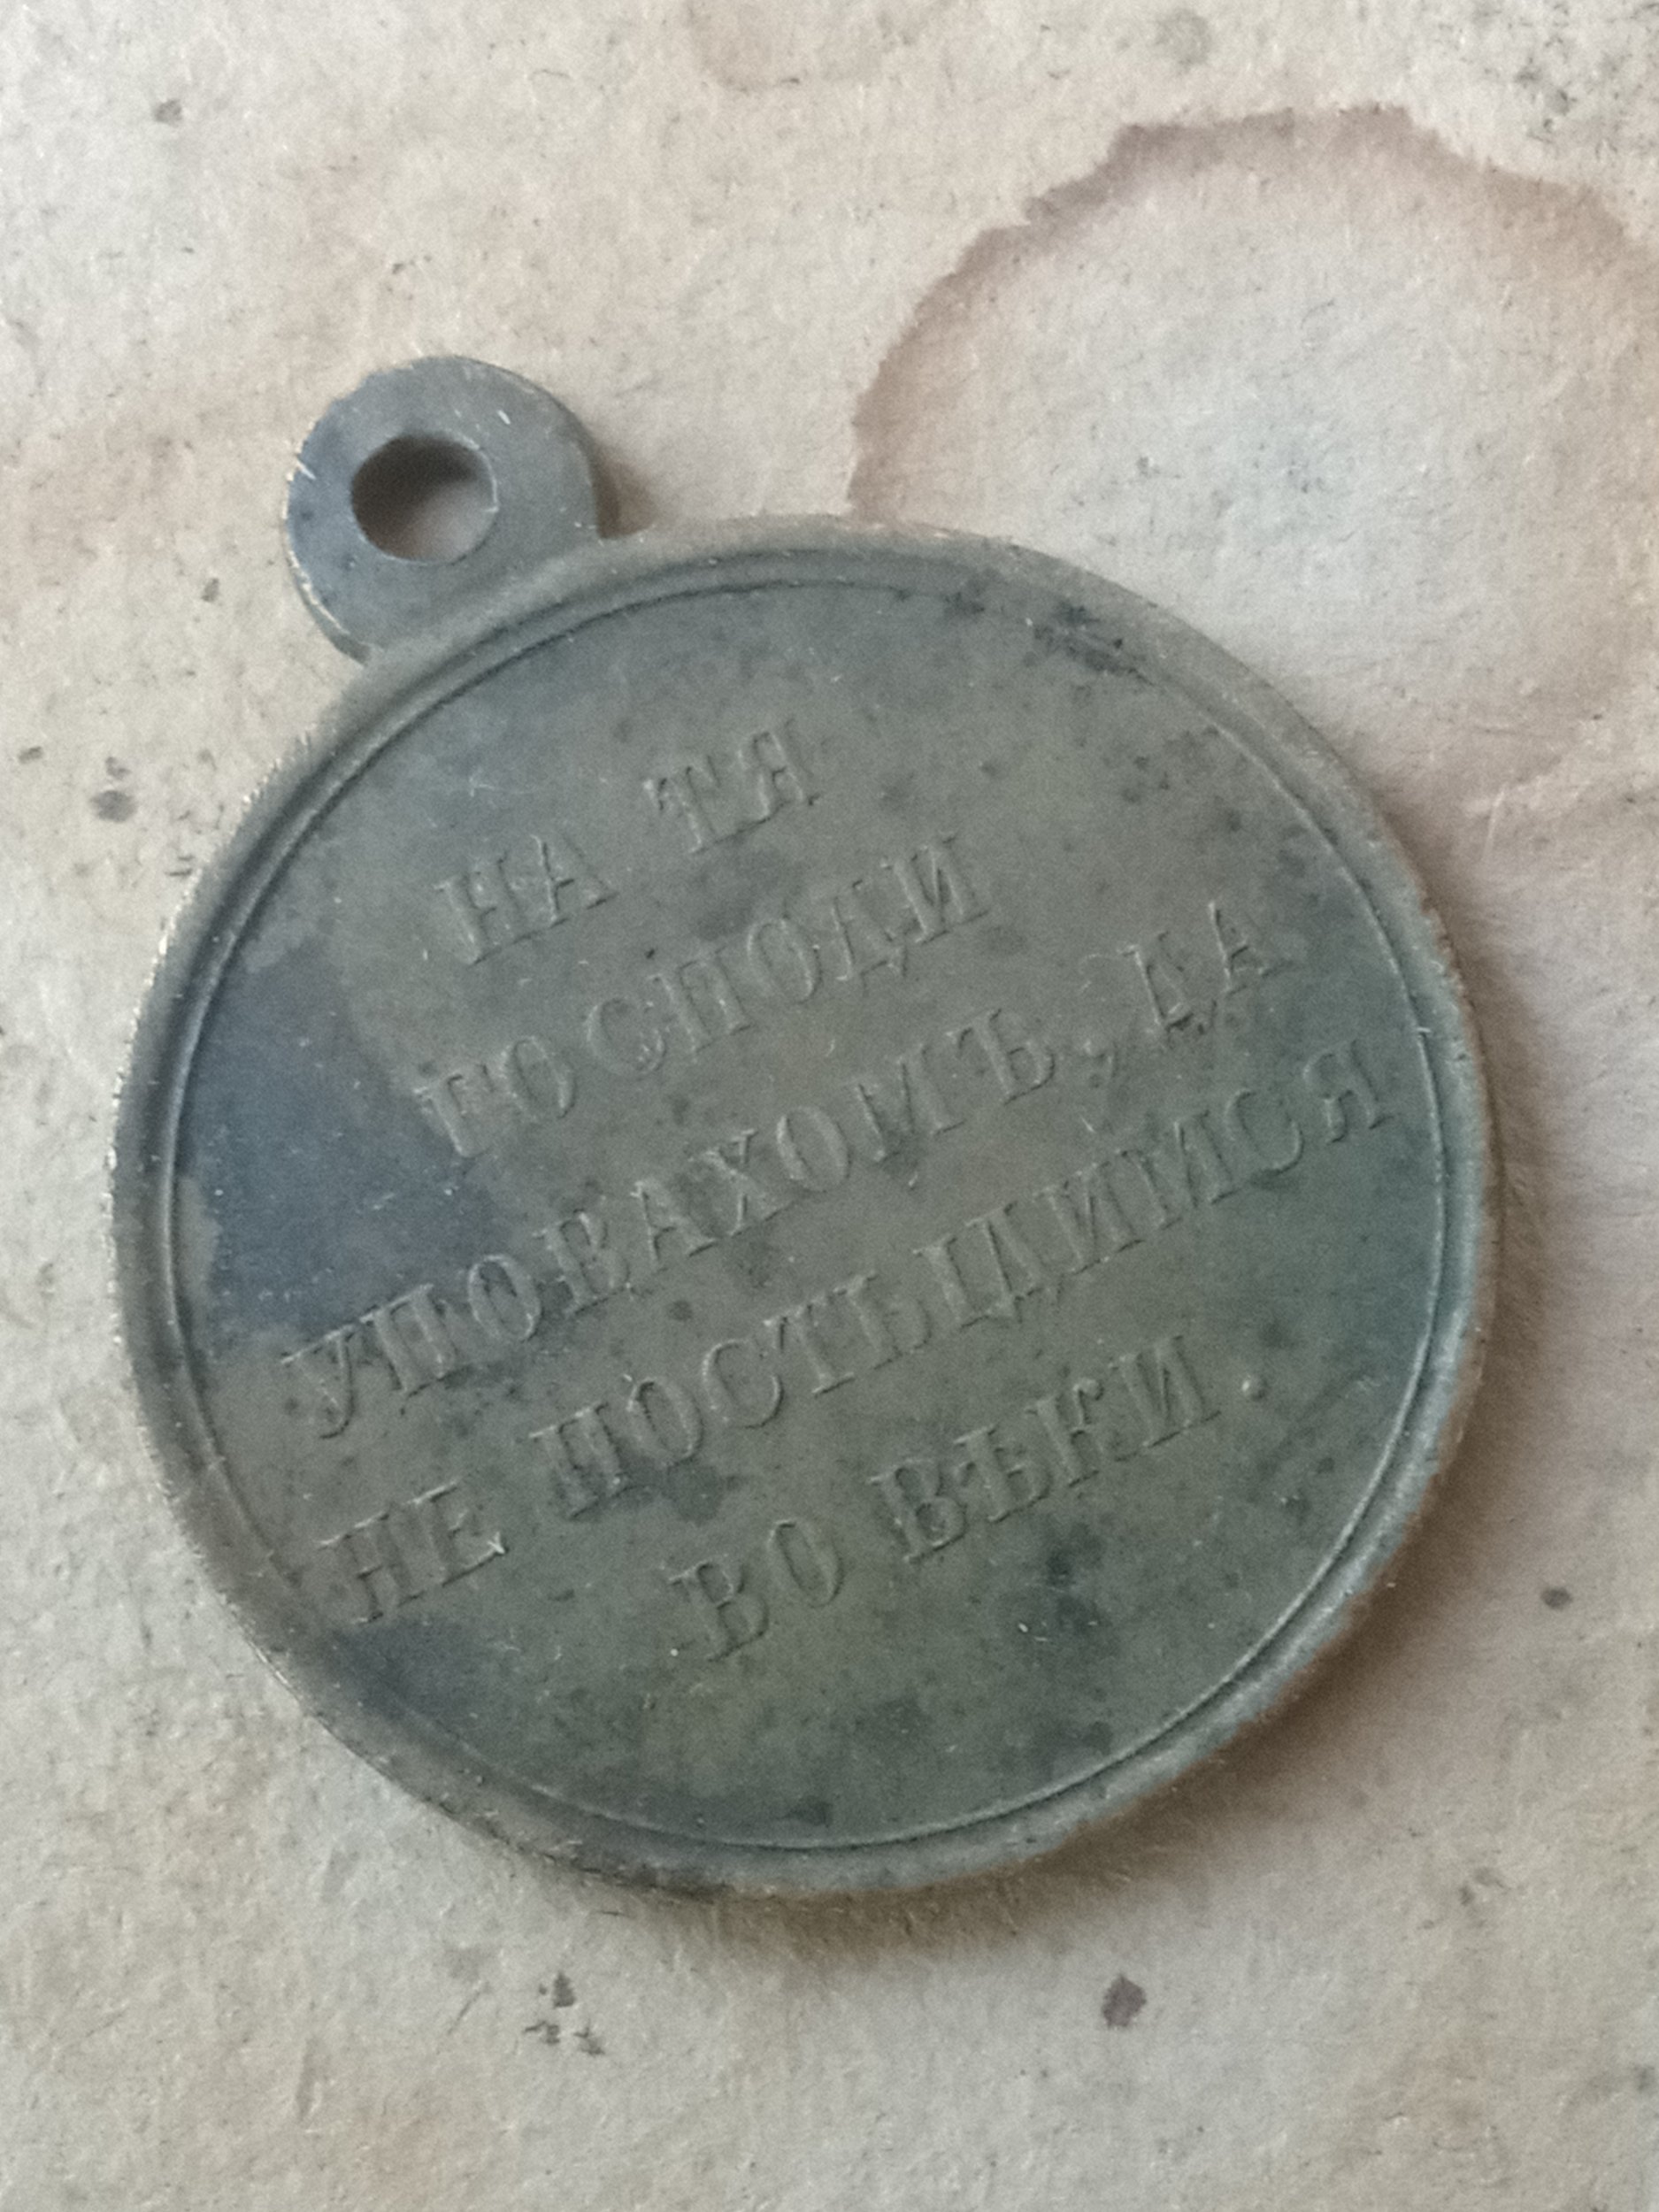 НА ТЯ
ГОСПОДИ
УПОВАХОМЪ, ДА
НЕ ПОСТЫДИМСЯ
ВО ВѢКИ.